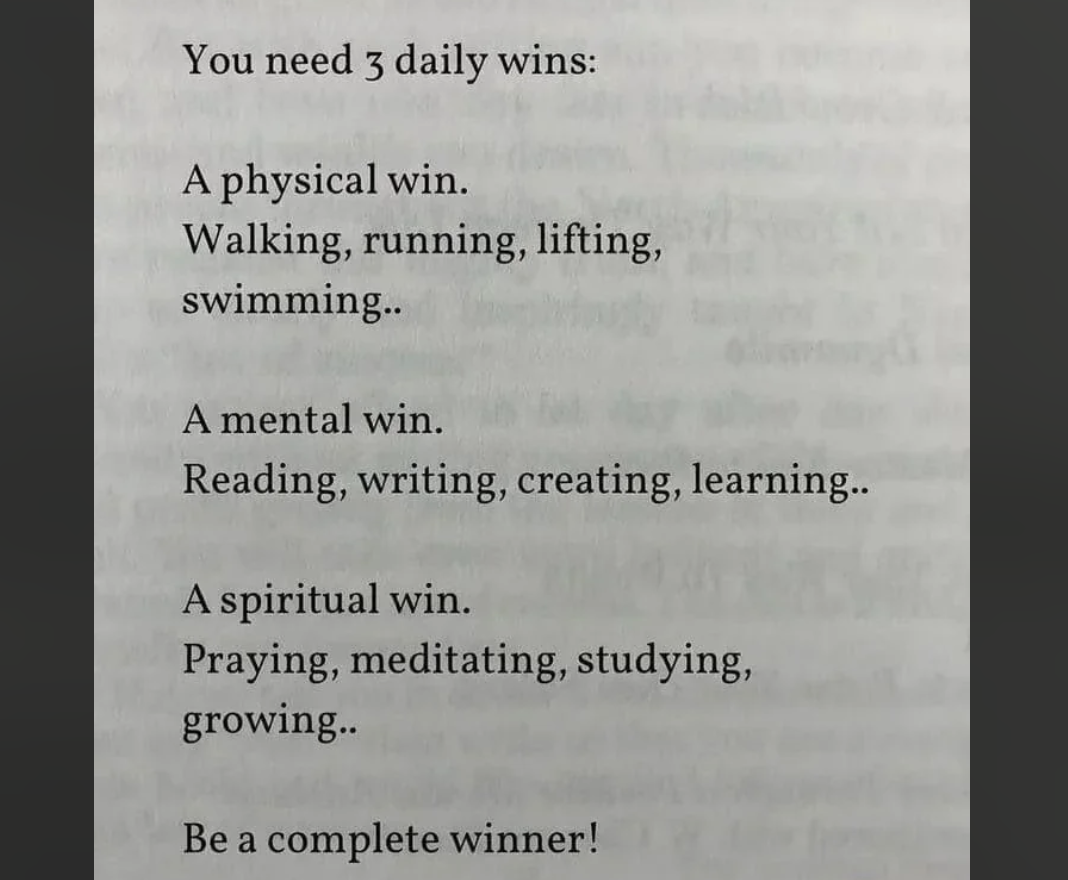 You need 3 daily wins:
A physical win.
Walking, running, lifting,
swimming..
A mental win.
Reading, writing, creating, learning..
A spiritual win.
Praying, meditating, studying,
growing..
Be a complete winner!